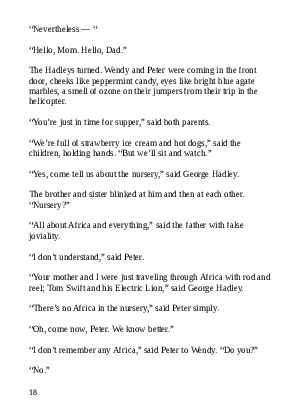 “Nevertheless — “
“Hello, Mom. Hello, Dad.”
The Hadleys turned. Wendy and Peter were coming in the front
door, cheeks like peppermint candy, eyes like bright blue agate
marbles, a smell of ozone on their jumpers from their trip in the
helicopter.
“You’re just in time for supper,” said both parents.
“We’re full of strawberry ice cream and hot dogs,” said the
children, holding hands. “But we’ll sit and watch.”
“Yes, come tell us about the nursery,” said George Hadley.
The brother and sister blinked at him and then at each other.
“Nursery?”
“All about Africa and everything,” said the father with false
joviality.
“I don’t understand,” said Peter.
“Your mother and I were just traveling through Africa with rod and
reel; Tom Swift and his Electric Lion,” said George Hadley.
“There’s no Africa in the nursery,” said Peter simply.
“Oh, come now, Peter. We know better.”
“I don’t remember any Africa,” said Peter to Wendy. “Do you?”
“No.”
18